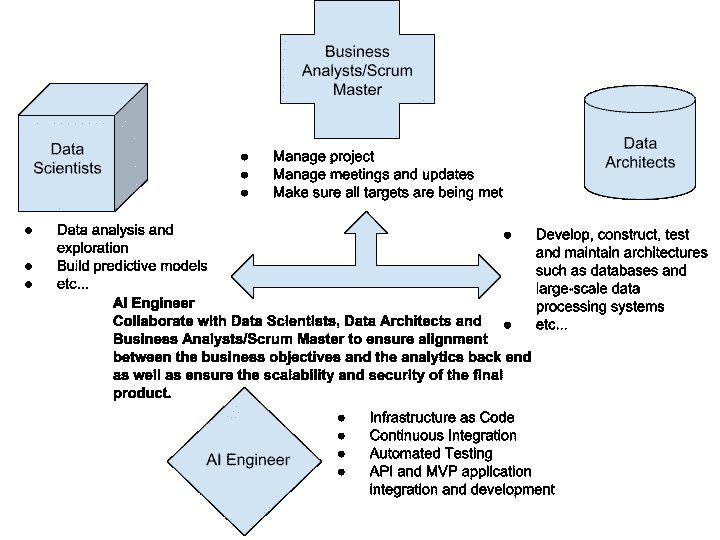 Business
Analysts/Scrum
Master
Data
Scientists
Data
Architects
● Manage project
● Manage meetings and updates
● Make sure all targets are being met
● Data analysis and
exploration
● Build predictive models
● etc...
● Develop, construct, test
and maintain architectures
such as databases and
large-scale data
processing systems
● etc...
AI Engineer
Collaborate with Data Scientists, Data Architects and
Business Analysts/Scrum Master to ensure alignment
between the business objectives and the analytics back end
as well as ensure the scalability and security of the final
product.
AI Engineer
● Infrastructure as Code
● Continuous Integration
● Automated Testing
● API and MVP application
integration and development